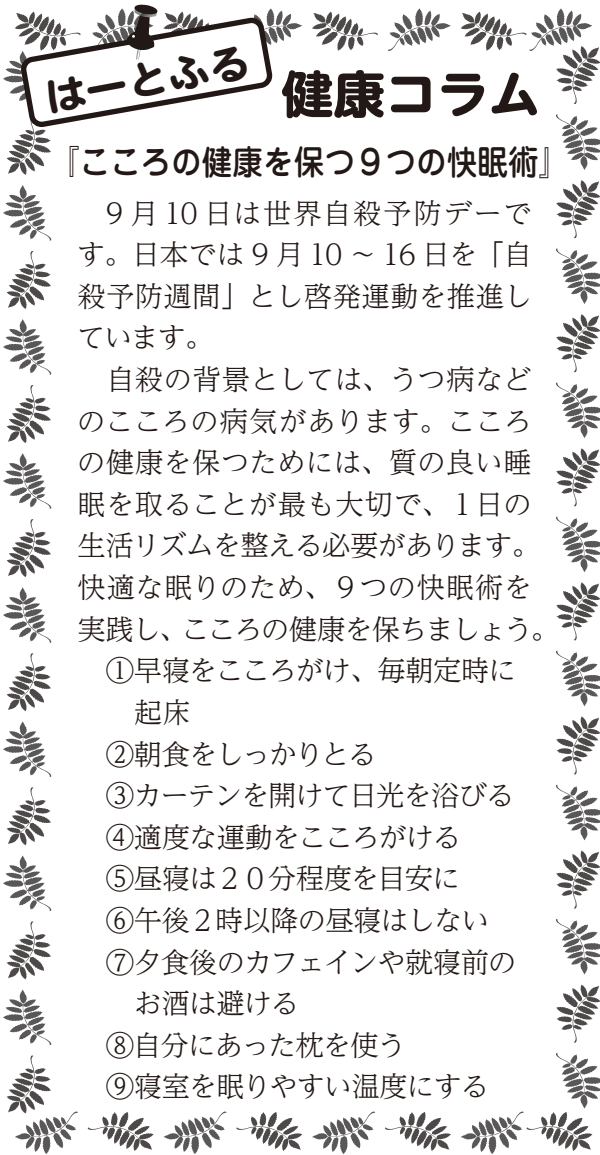 はーとふる
健康コラム
『こころの健康を保つ９つの快眠術』
　９月10日は世界自殺予防デーで
す。日本では９月10～16日を「自
殺予防週間」とし啓発運動を推進し
ています。
　自殺の背景としては、うつ病など
のこころの病気があります。こころ
の健康を保つためには、質の良い睡
眠を取ることが最も大切で、１日の
生活リズムを整える必要があります。
快適な眠りのため、９つの快眠術を
実践し、こころの健康を保ちましょう。
①早寝をこころがけ、毎朝定時に
起床
②朝食をしっかりとる
③カーテンを開けて日光を浴びる
④適度な運動をこころがける
⑤昼寝は２０分程度を目安に
⑥午後２時以降の昼寝はしない
⑦夕食後のカフェインや就寝前の
お酒は避ける
⑧自分にあった枕を使う
⑨寝室を眠りやすい温度にする